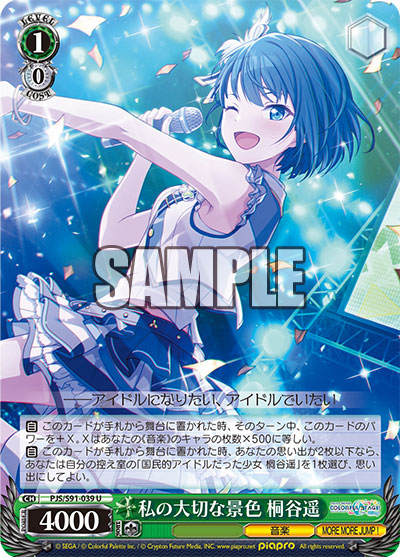 LEVEL
1
0
COST
SAMPLE
――アイドルになりたい、アイドルでいたい
自 このカードが手札から舞台に置かれた時、そのターン中、このカードのパ
ワーを＋X。Xはあなたの《音楽》のキャラの枚数×500に等しい。
自 このカードが手札から舞台に置かれた時、あなたの思い出が2枚以下なら、
あなたは自分の控え室の「国民的アイドルだった少女 桐谷遥」を1枚選び、思い
出にしてよい。
CH PJS/S91-039 U
私の大切な景色 桐谷遥
COLORFUL STAGE!
4000
音楽
MORE MORE JUMP！
© SEGA / © Colorful Palette Inc. / © Crypton Future Media, INC. www.piapro.net piapro All rights reserved.